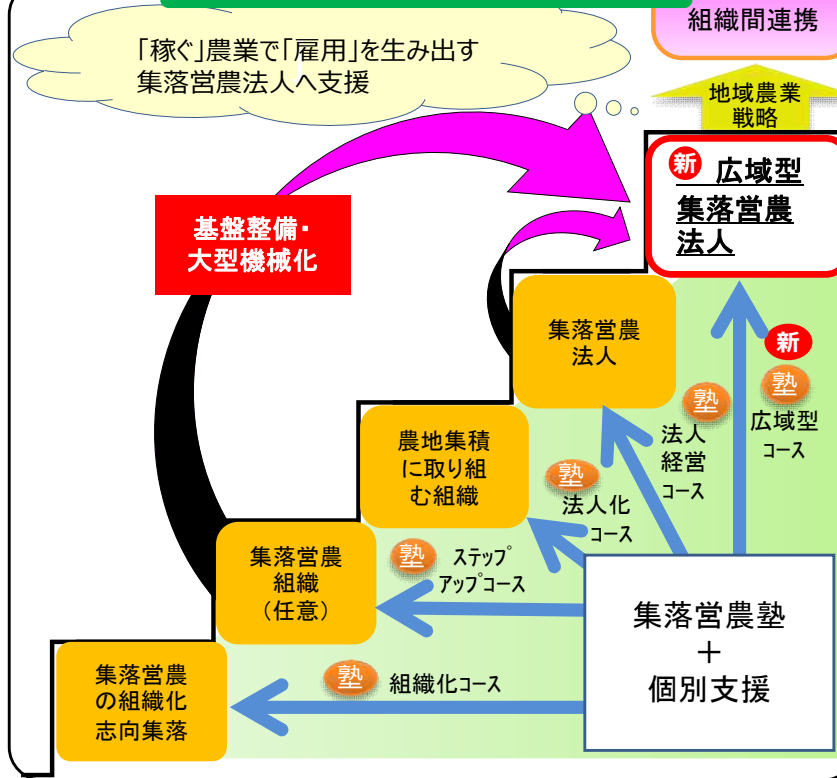 組織間連携
「稼ぐ」農業で「雇用」を生み出す
集落営農法人へ支援
地域農業
戦略
新 広域型
集落営農
法人
基盤整備・
大型機械化
集落営農
法人
新
塾
広域型
コース
塾
法人
経営
コース
農地集積
に取り組
む組織
塾
法人化
コース
集落営農
組織
（任意）
塾 ステップ
アップコース
集落営農塾
＋
個別支援
集落営農
の組織化
志向集落
塾 組織化コース